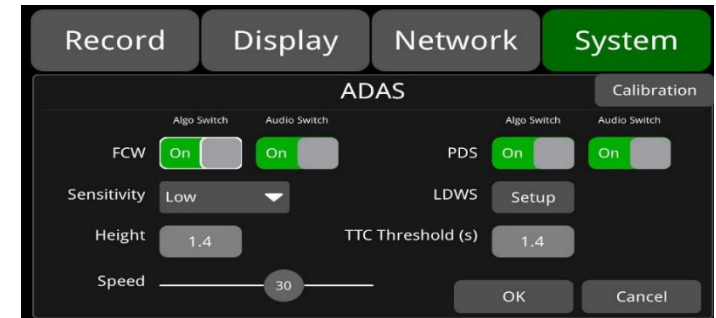 Record Display Network System
ADAS Calibration
Algo Switch Audio Switch Algo Switch Audio Switch
FCW On On PDS On On
Sensitivity Low LDWS Setup
Height 1.4 TTC Threshold (s) 1.4
Speed 30 OK Cancel